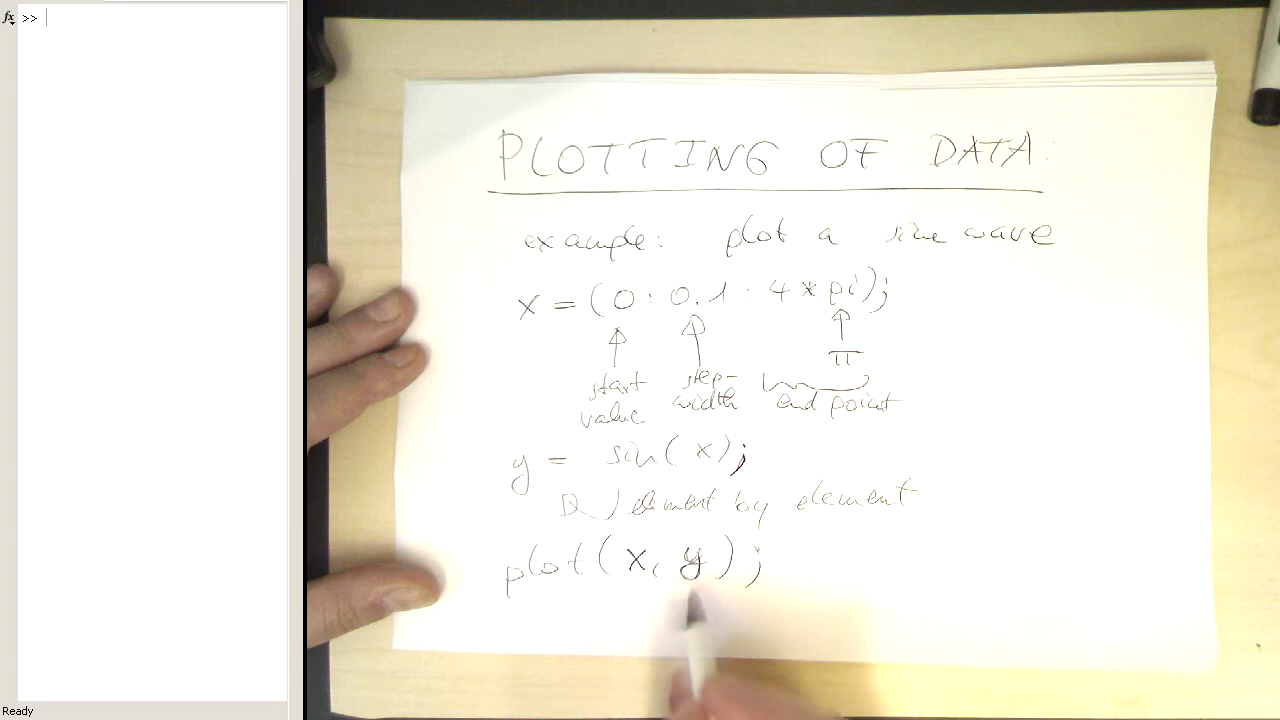 fx >>
PLOTTING OF DATA
example: plot a sine wave
x = (0 : 0.1 : 4 * pi);
π
start step- 
value width end point
y = sin(x);
element by element
plot(x, y);
Ready